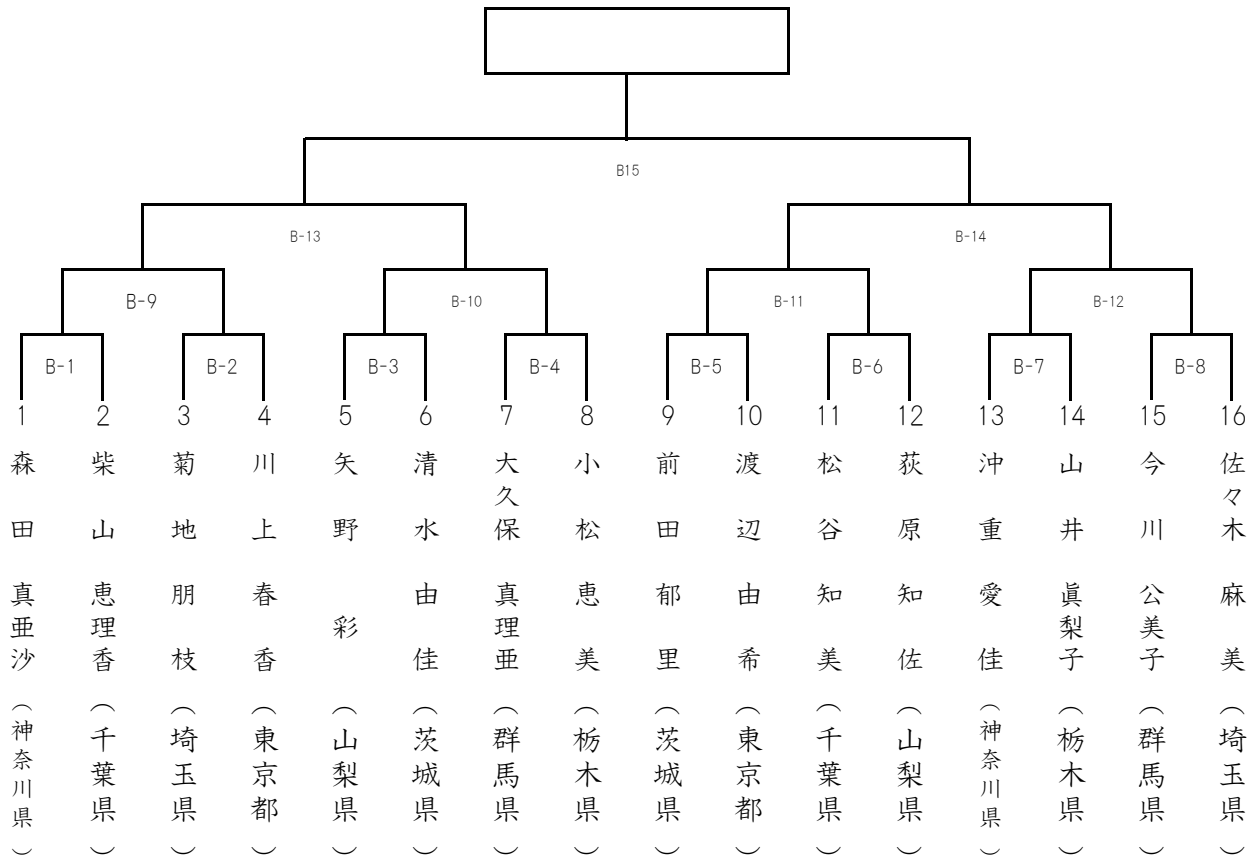 B15
B-13
B-14
B-9
B-10
B-11
B-12
B-1
B-2
B-3
B-4
B-5
B-6
B-7
B-8
1
2
3
4
5
6
7
8
9
10
11
12
13
14
15
16
森田 真亜沙 (神奈川県)
柴山 恵理香 (千葉県)
菊地 朋枝 (埼玉県)
川上 春香 (東京都)
矢野 彩 (山梨県)
清水 由佳 (茨城県)
大久保 真理亜 (群馬県)
小松 恵美 (栃木県)
前田 郁里 (茨城県)
渡辺 由希 (東京都)
松谷 知美 (千葉県)
荻原 知佐 (山梨県)
沖重 愛佳 (神奈川県)
山井 眞梨子 (栃木県)
今川 公美子 (群馬県)
佐々木 麻美 (埼玉県)